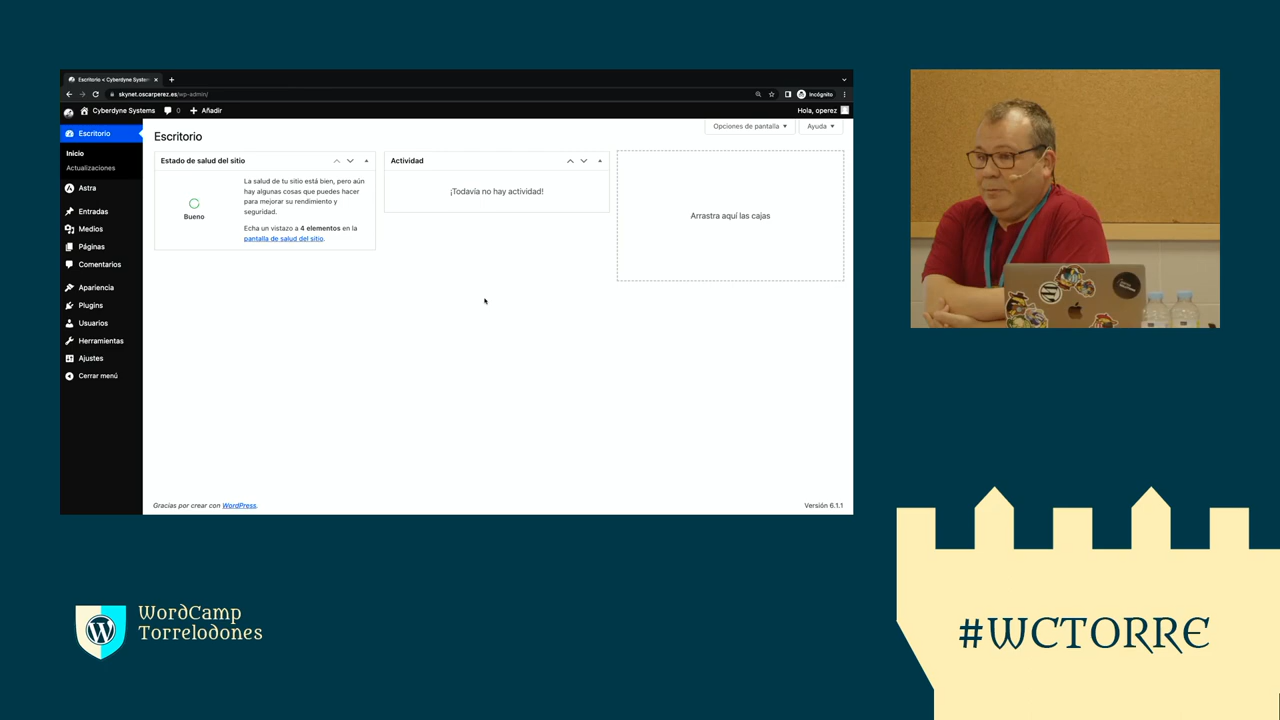 Escritorio < Cyberdyne System
skynet.oscarperez.es/wp-admin/
Incógnito
Cyberdyne Systems
0
Añadir
Hola, operez
Escritorio
Inicio
Actualizaciones
Astra
Entradas
Medios
Páginas
Comentarios
Apariencia
Plugins
Usuarios
Herramientas
Ajustes
Cerrar menú
Escritorio
Opciones de pantalla
Ayuda
Estado de salud del sitio
Bueno
La salud de tu sitio está bien, pero aún
hay algunas cosas que puedes hacer
para mejorar su rendimiento y
seguridad.
Echa un vistazo a 4 elementos en la
pantalla de salud del sitio.
Actividad
¡Todavía no hay actividad!
Arrastra aquí las cajas
Gracias por crear con WordPress.
Versión 6.1.1
WordCamp
Torrelodones
#WCTORRE